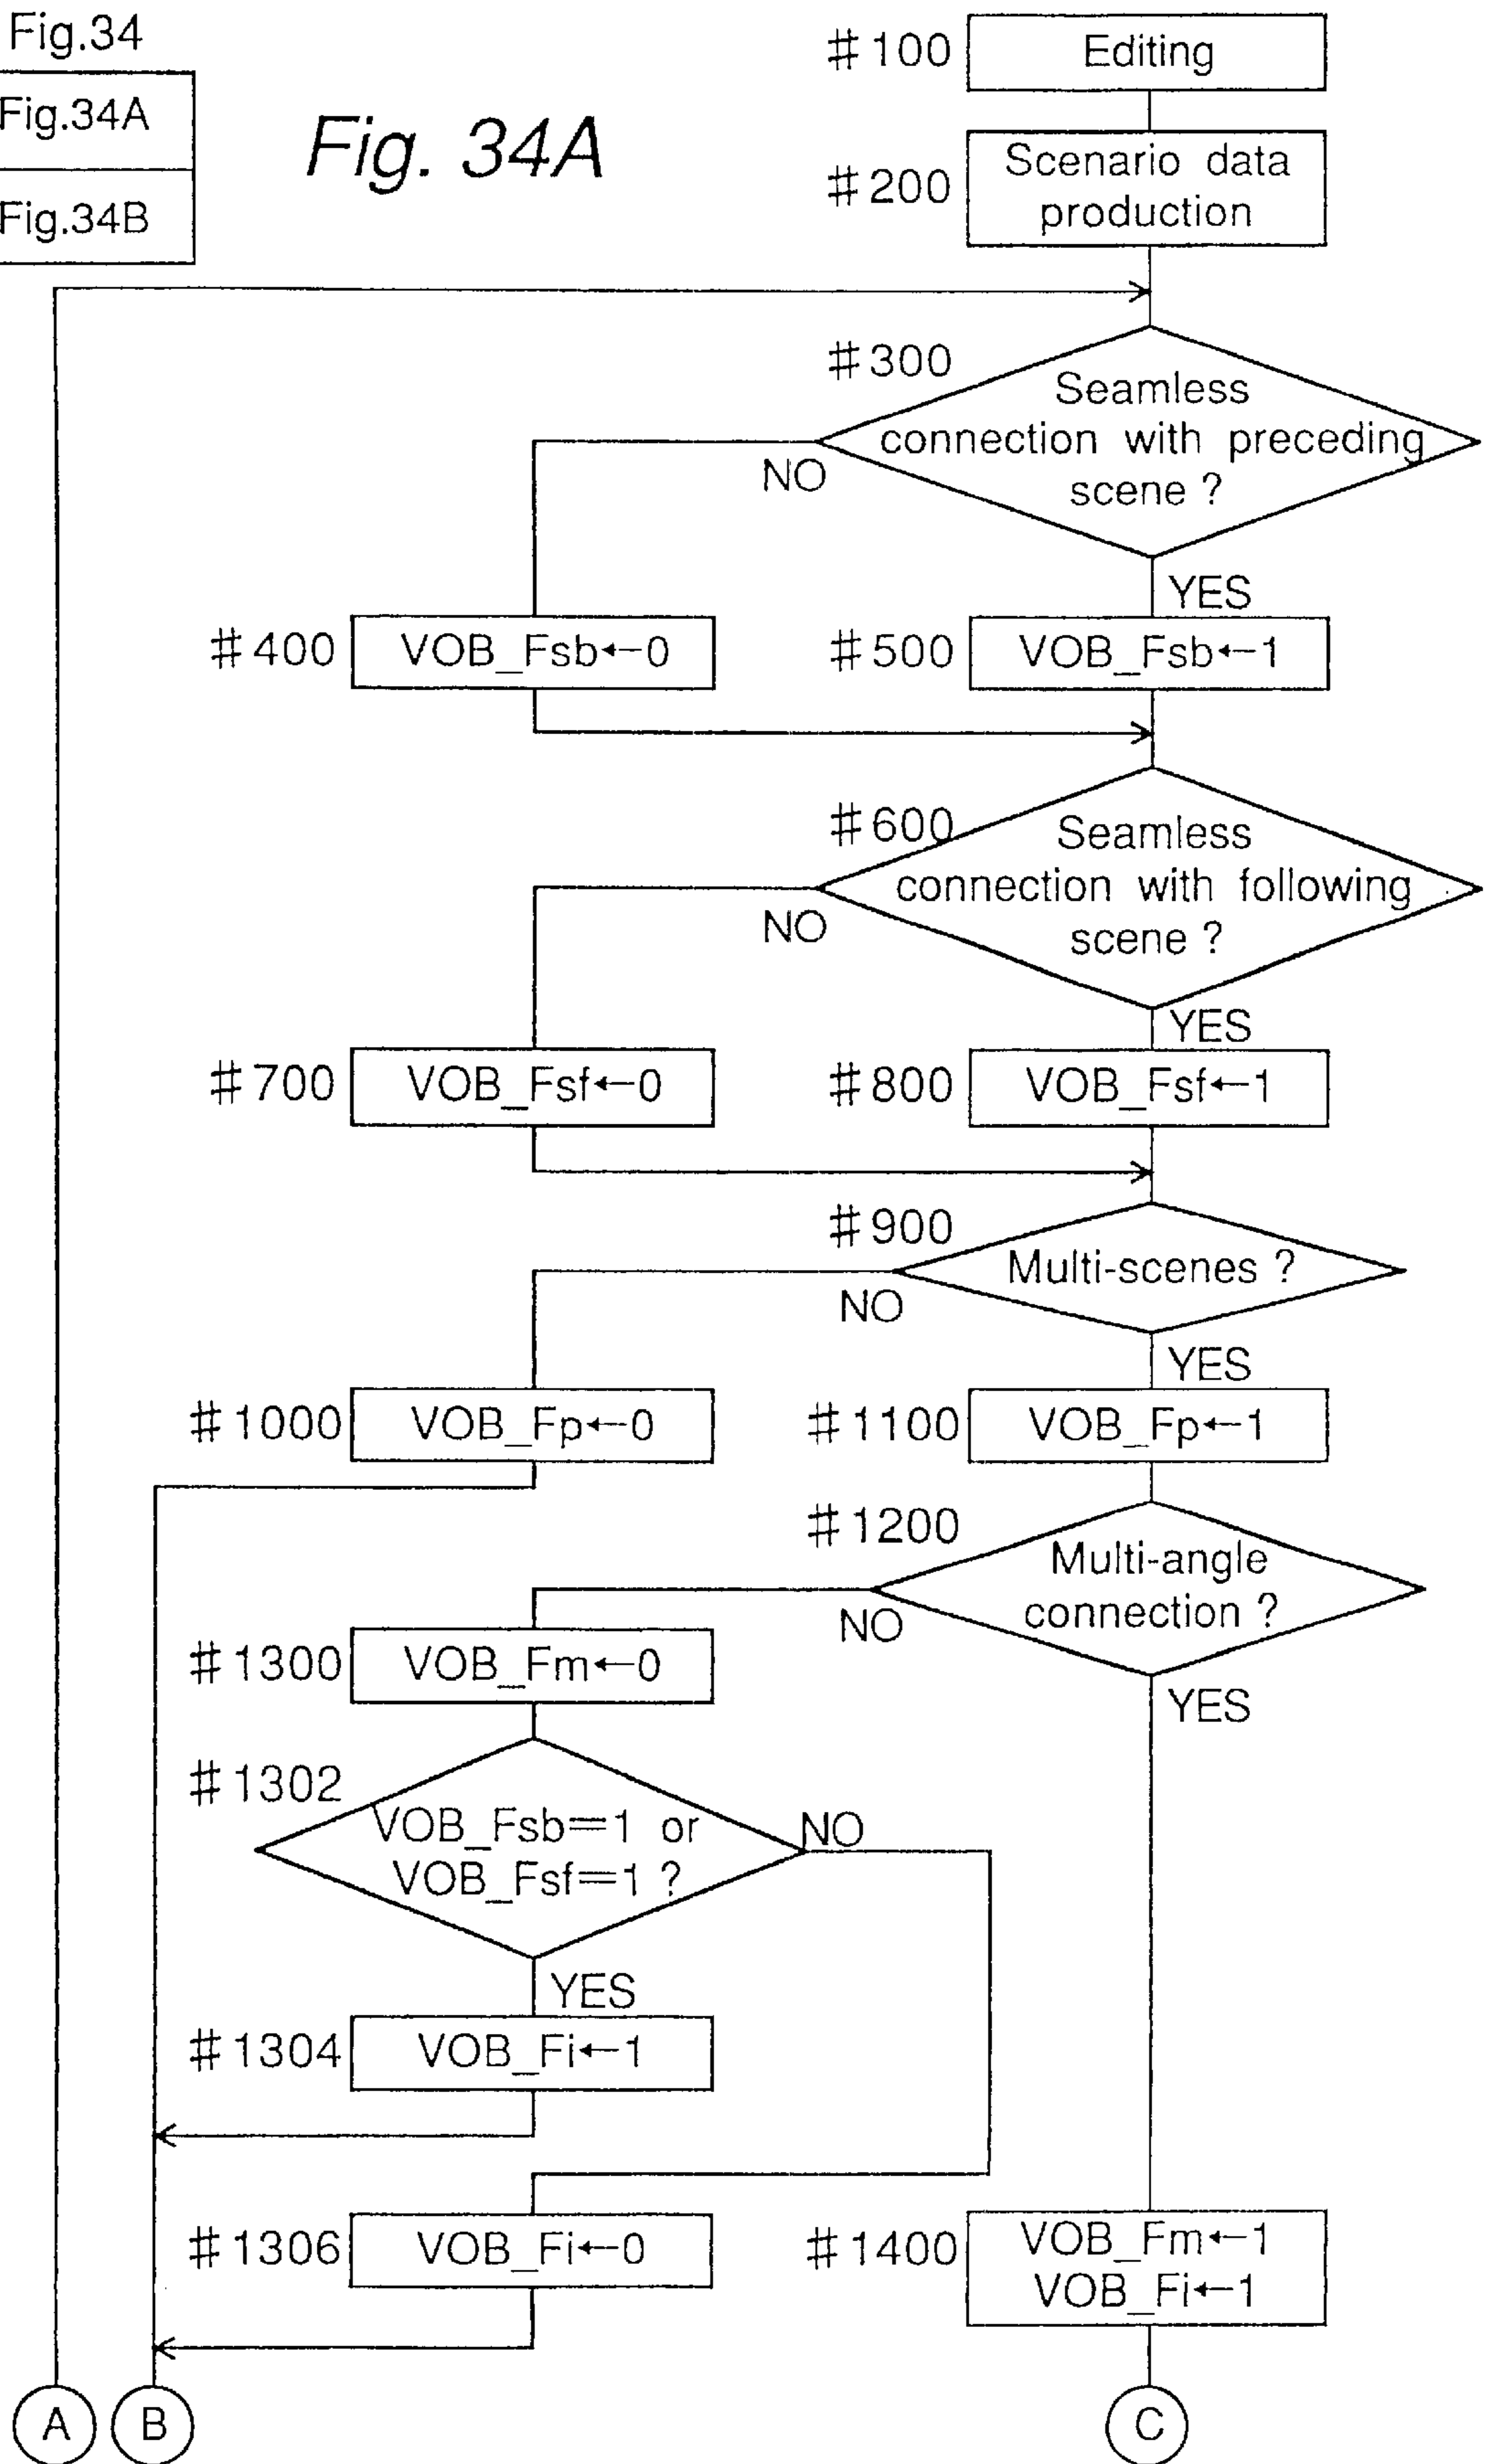 Fig.34
Fig.34A
Fig.34B
Fig. 34A
#100
Editing
#200
Scenario data
production
#300
Seamless
connection with preceding
scene ?
NO
YES
#400
VOB_Fsb←0
#500
VOB_Fsb←1
#600
Seamless
connection with following
scene ?
NO
YES
#700
VOB_Fsf←0
#800
VOB_Fsf←1
#900
Multi-scenes ?
NO
YES
#1000
VOB_Fp←0
#1100
VOB_Fp←1
#1200
Multi-angle
connection ?
NO
YES
#1300
VOB_Fm←0
#1302
VOB_Fsb=1 or
VOB_Fsf=1 ?
NO
YES
#1304
VOB_Fi←1
#1306
VOB_Fi←0
#1400
VOB_Fm←1
VOB_Fi←1
A
B
C